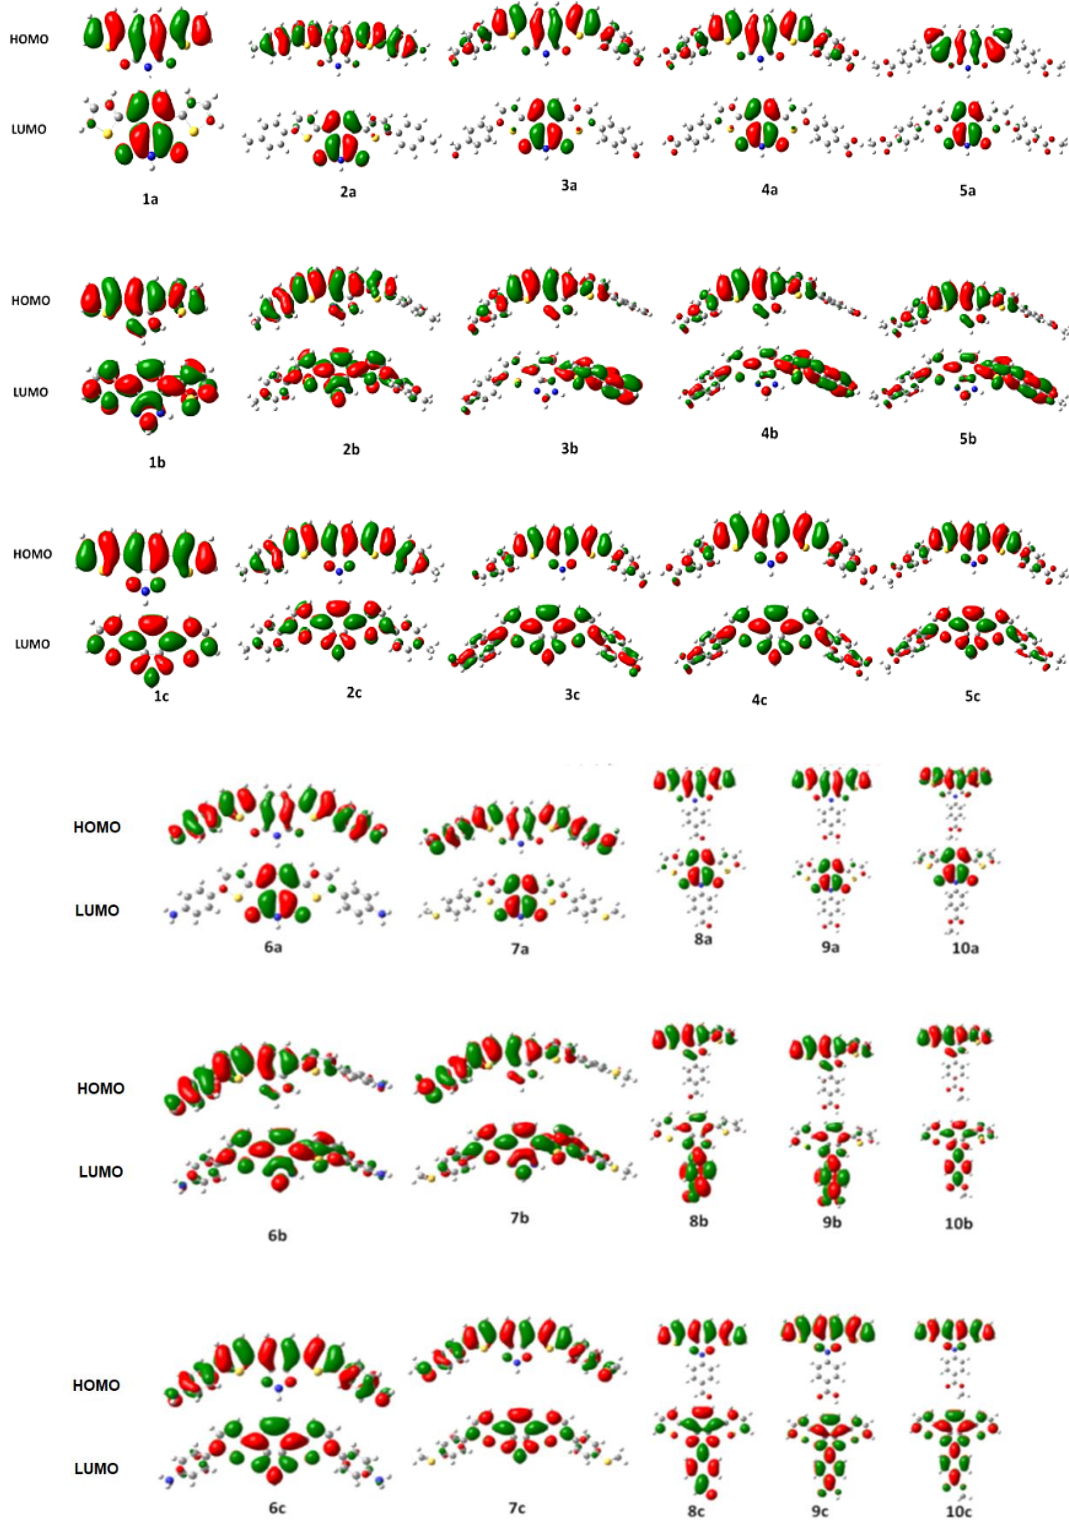 HOMO
LUMO
1a 2a 3a 4a 5a
HOMO
LUMO
1b 2b 3b 4b 5b
HOMO
LUMO
1c 2c 3c 4c 5c
HOMO
LUMO
6a 7a 8a 9a 10a
HOMO
LUMO
6b 7b 8b 9b 10b
HOMO
LUMO
6c 7c 8c 9c 10c